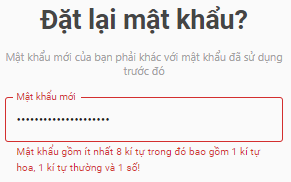 Đặt lại mật khẩu?
Mật khẩu mới của bạn phải khác với mật khẩu đã sử dụng
trước đó
Mật khẩu mới
•••••••••••••••••••••
Mật khẩu gồm ít nhất 8 kí tự trong đó bao gồm 1 kí tự
hoa, 1 kí tự thường và 1 số!